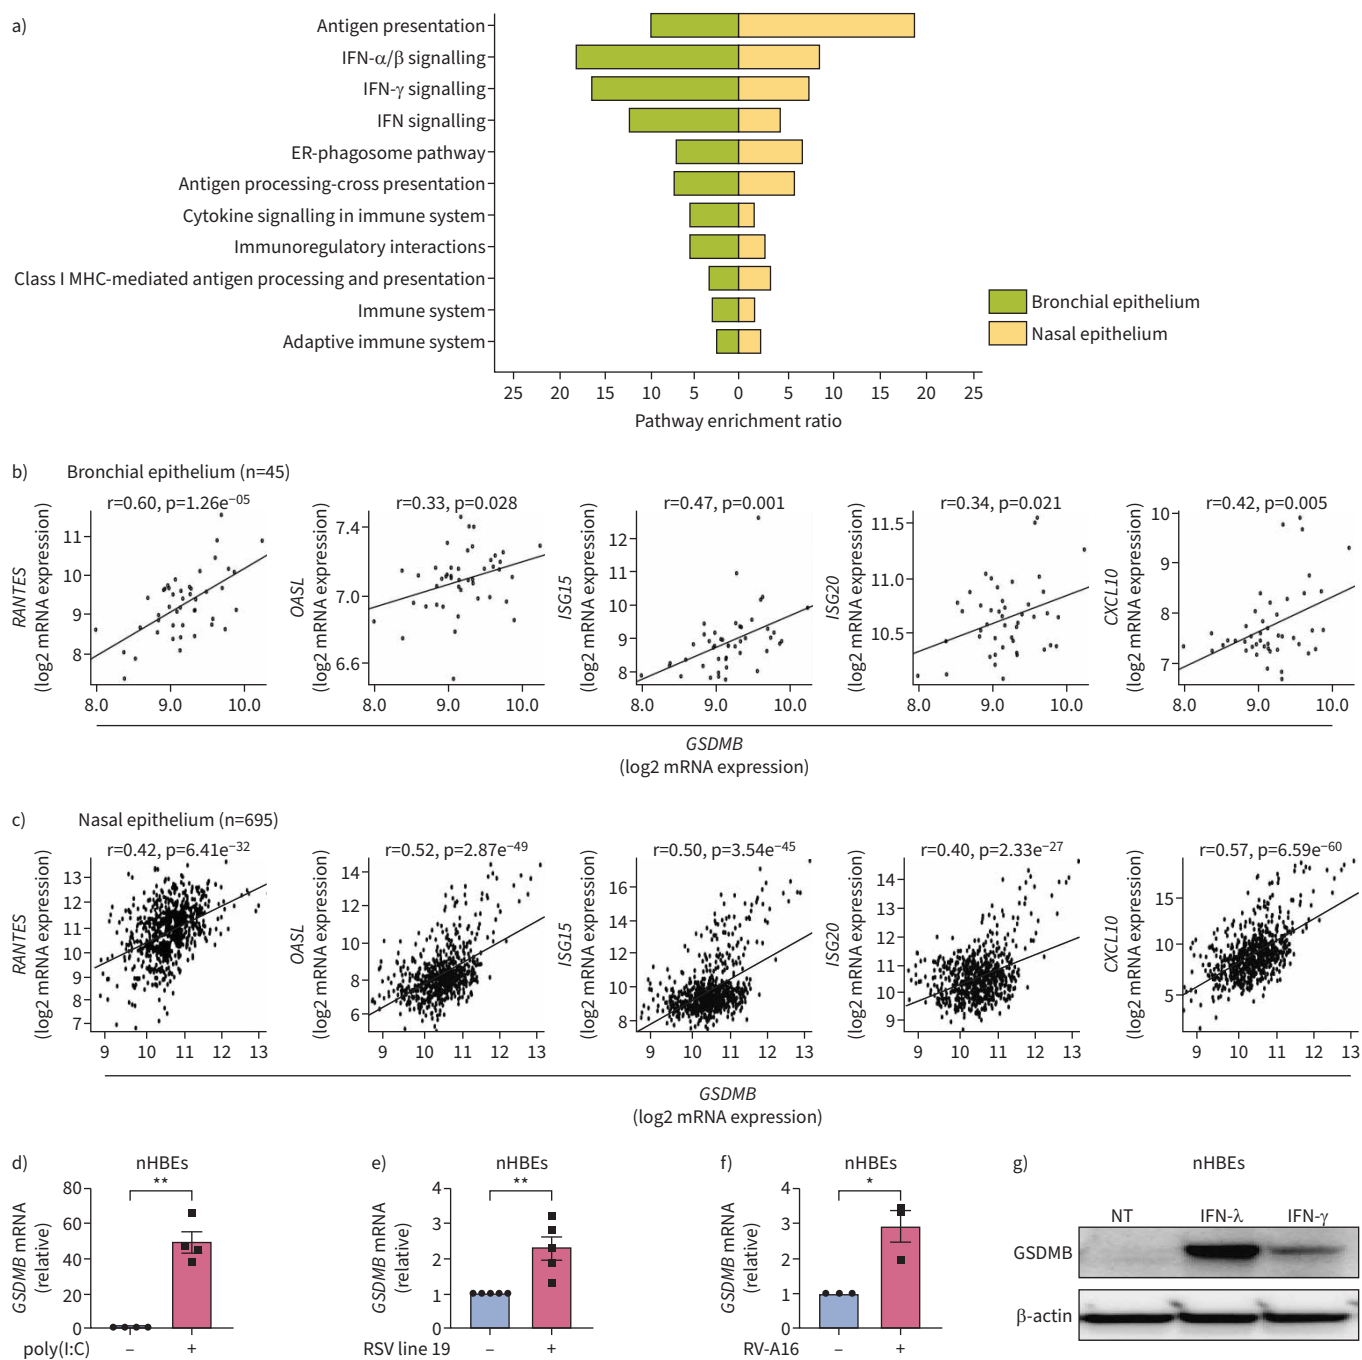 a)
Antigen presentation
IFN-α/β signalling
IFN-γ signalling
IFN signalling
ER-phagosome pathway
Antigen processing-cross presentation
Cytokine signalling in immune system
Immunoregulatory interactions
Class I MHC-mediated antigen processing and presentation
Immune system
Adaptive immune system
25 20 15 10 5 0 5 10 15 20 25
Pathway enrichment ratio
Bronchial epithelium
Nasal epithelium
b) Bronchial epithelium (n=45)
r=0.60, p=1.26e⁻⁰⁵
RANTES
(log2 mRNA expression)
11
10
9
8
8.0 9.0 10.0
r=0.33, p=0.028
OASL
(log2 mRNA expression)
7.4
7.0
6.6
8.0 9.0 10.0
r=0.47, p=0.001
ISG15
(log2 mRNA expression)
12
10
9
8
8.0 9.0 10.0
r=0.34, p=0.021
ISG20
(log2 mRNA expression)
11.5
11.0
10.5
8.0 9.0 10.0
r=0.42, p=0.005
CXCL10
(log2 mRNA expression)
10
8
7
8.0 9.0 10.0
GSDMB
(log2 mRNA expression)
c) Nasal epithelium (n=695)
r=0.42, p=6.41e⁻³²
RANTES
(log2 mRNA expression)
13
12
11
10
9
8
7
9 10 11 12 13
r=0.52, p=2.87e⁻⁴⁹
OASL
(log2 mRNA expression)
14
12
10
8
6
9 10 11 12 13
r=0.50, p=3.54e⁻⁴⁵
ISG15
(log2 mRNA expression)
16
14
12
10
8
9 10 11 12 13
r=0.40, p=2.33e⁻²⁷
ISG20
(log2 mRNA expression)
14
13
12
11
10
9
9 10 11 12 13
r=0.57, p=6.59e⁻⁶⁰
CXCL10
(log2 mRNA expression)
15
10
5
9 10 11 12 13
GSDMB
(log2 mRNA expression)
d) nHBEs
GSDMB mRNA
(relative)
80
60
40
20
0
**
poly(I:C) – +
e) nHBEs
GSDMB mRNA
(relative)
4
3
2
1
0
**
RSV line 19 – +
f) nHBEs
GSDMB mRNA
(relative)
4
3
2
1
0
*
RV-A16 – +
g) nHBEs
NT IFN-λ IFN-γ
GSDMB
β-actin